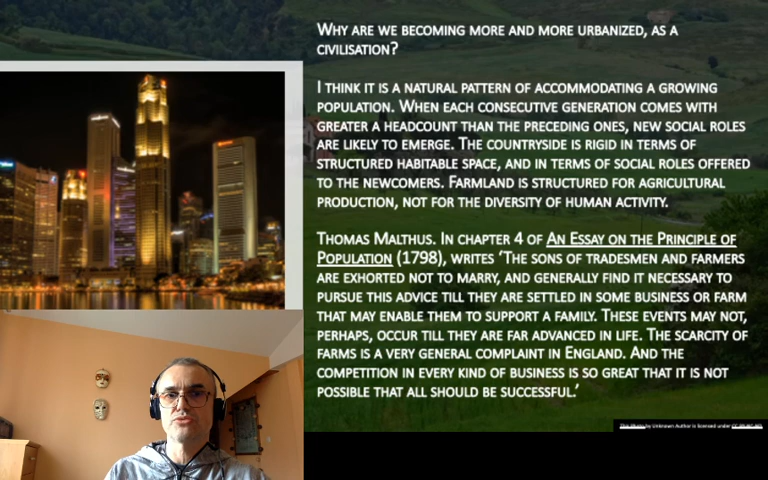 Why are we becoming more and more urbanized, as a
civilisation?
I think it is a natural pattern of accommodating a growing
population. When each consecutive generation comes with
greater a headcount than the preceding ones, new social roles
are likely to emerge. The countryside is rigid in terms of
structured habitable space, and in terms of social roles offered
to the newcomers. Farmland is structured for agricultural
production, not for the diversity of human activity.
Thomas Malthus. In chapter 4 of An Essay on the Principle of
Population (1798), writes ‘The sons of tradesmen and farmers
are exhorted not to marry, and generally find it necessary to
pursue this advice till they are settled in some business or farm
that may enable them to support a family. These events may not,
perhaps, occur till they are far advanced in life. The scarcity of
farms is a very general complaint in England. And the
competition in every kind of business is so great that it is not
possible that all should be successful.’
This Photo by Unknown Author is licensed under